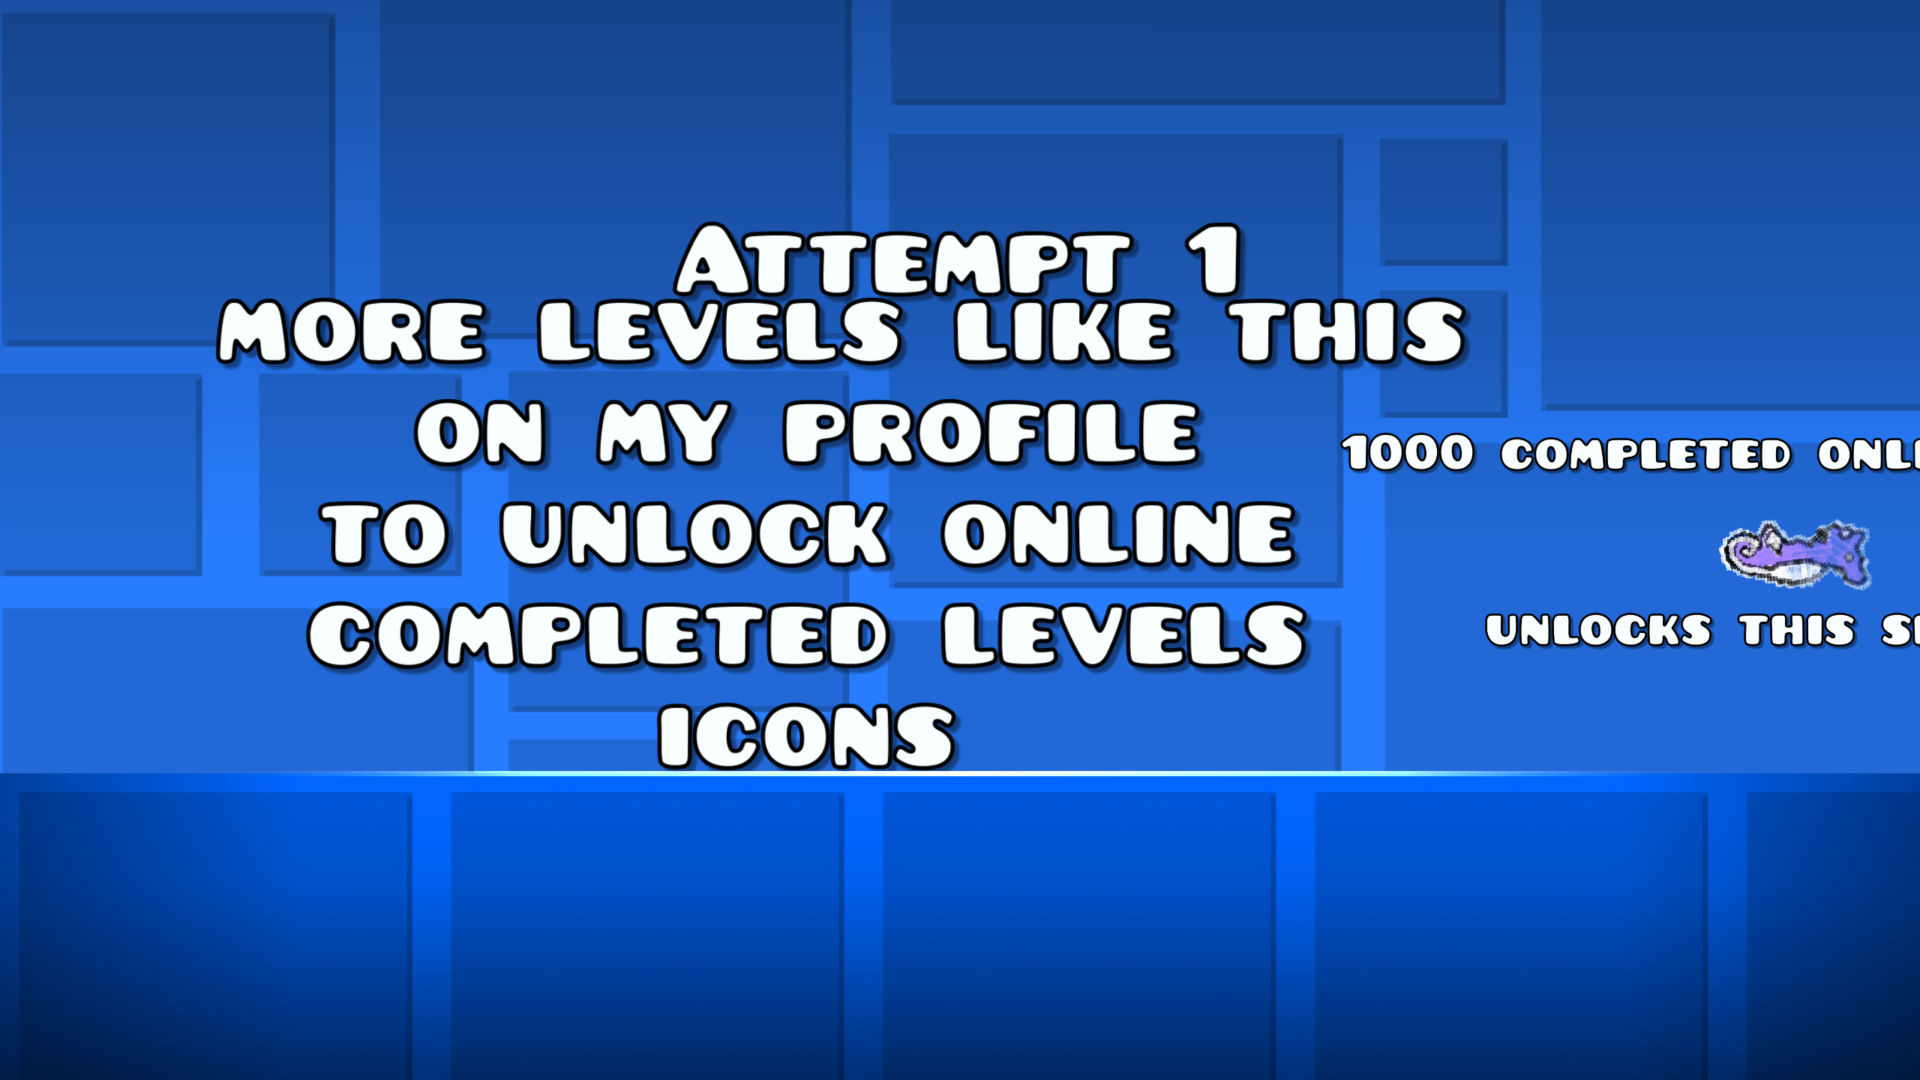 Attempt 1
MORE LEVELS LIKE THIS
ON MY PROFILE
TO UNLOCK ONLINE
COMPLETED LEVELS
ICONS
1000 COMPLETED
UNLOCKS THIS